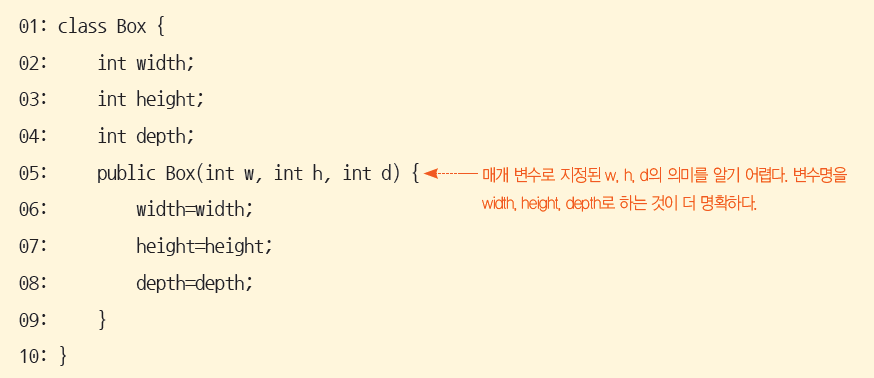 01: class Box {
02:     int width;
03:     int height;
04:     int depth;
05:     public Box(int w, int h, int d) {
매개 변수로 지정된 w, h, d의 의미를 알기 어렵다. 변수명을
width, height, depth로 하는 것이 더 명확하다.
06:         width=width;
07:         height=height;
08:         depth=depth;
09:     }
10: }